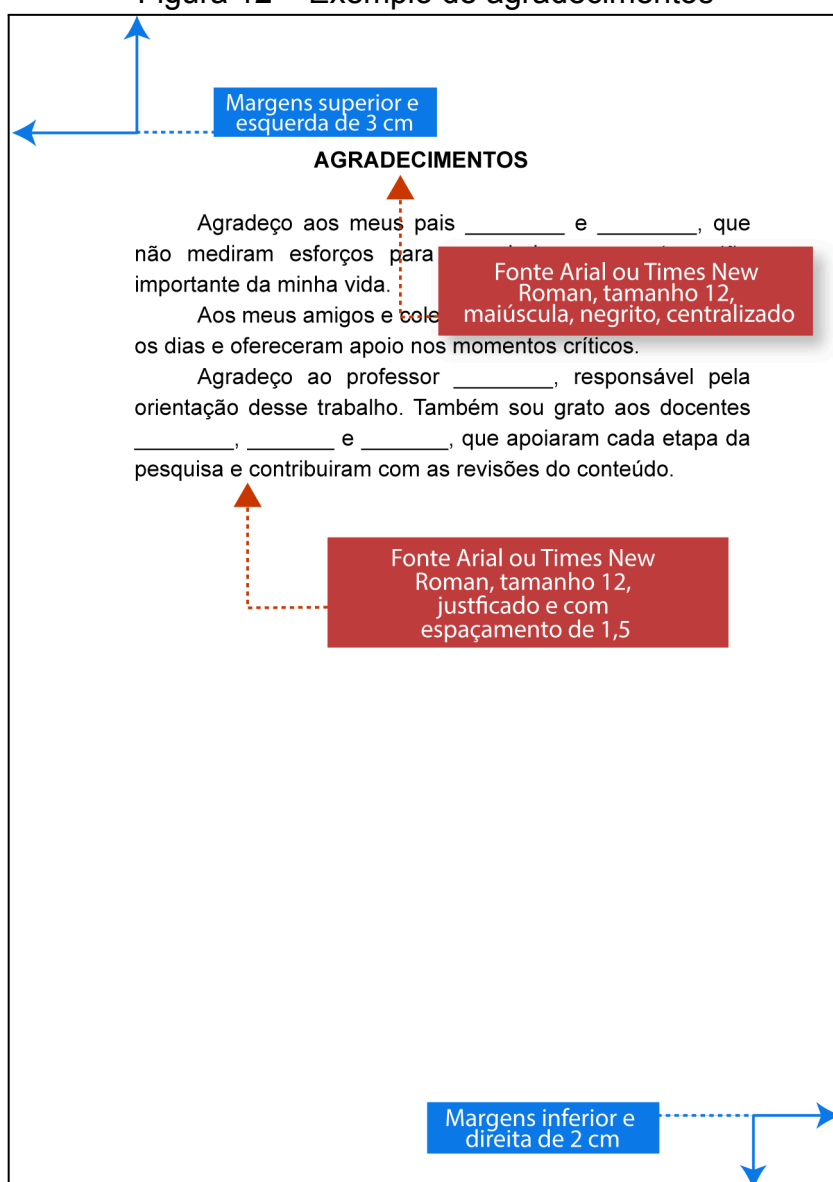 Figura 12 – Exemplo de agradecimentos
Margens superior e
esquerda de 3 cm
AGRADECIMENTOS
Agradeço aos meus pais ________ e ________, que
não mediram esforços para
importante da minha vida.
Fonte Arial ou Times New
Roman, tamanho 12,
maiúscula, negrito, centralizado
Aos meus amigos e
os dias e ofereceram apoio nos momentos críticos.
Agradeço ao professor ________, responsável pela
orientação desse trabalho. Também sou grato aos docentes
________, _______ e _______, que apoiaram cada etapa da
pesquisa e contribuiram com as revisões do conteúdo.
Fonte Arial ou Times New
Roman, tamanho 12,
justficado e com
espaçamento de 1,5
Margens inferior e
direita de 2 cm